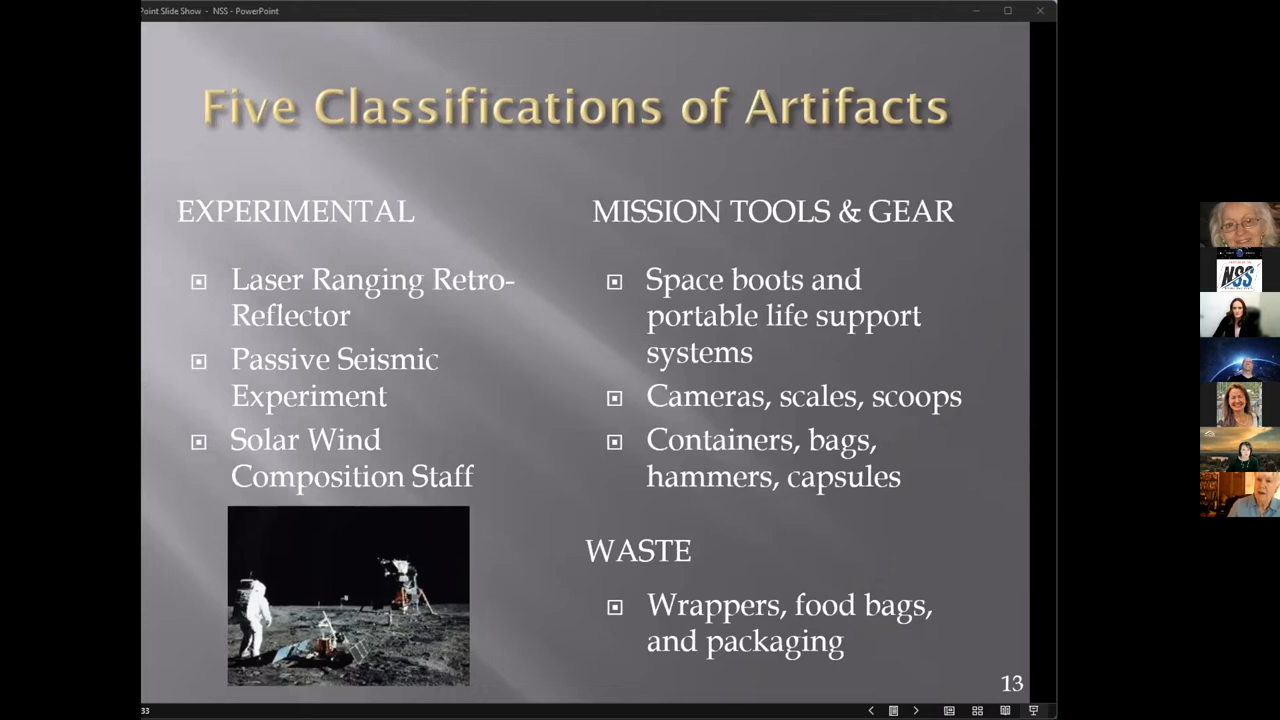 Point Slide Show - NSS - PowerPoint
Five Classifications of Artifacts
EXPERIMENTAL
Laser Ranging Retro-
Reflector
Passive Seismic
Experiment
Solar Wind
Composition Staff
MISSION TOOLS & GEAR
Space boots and
portable life support
systems
Cameras, scales, scoops
Containers, bags,
hammers, capsules
WASTE
Wrappers, food bags,
and packaging
13
33
NSS